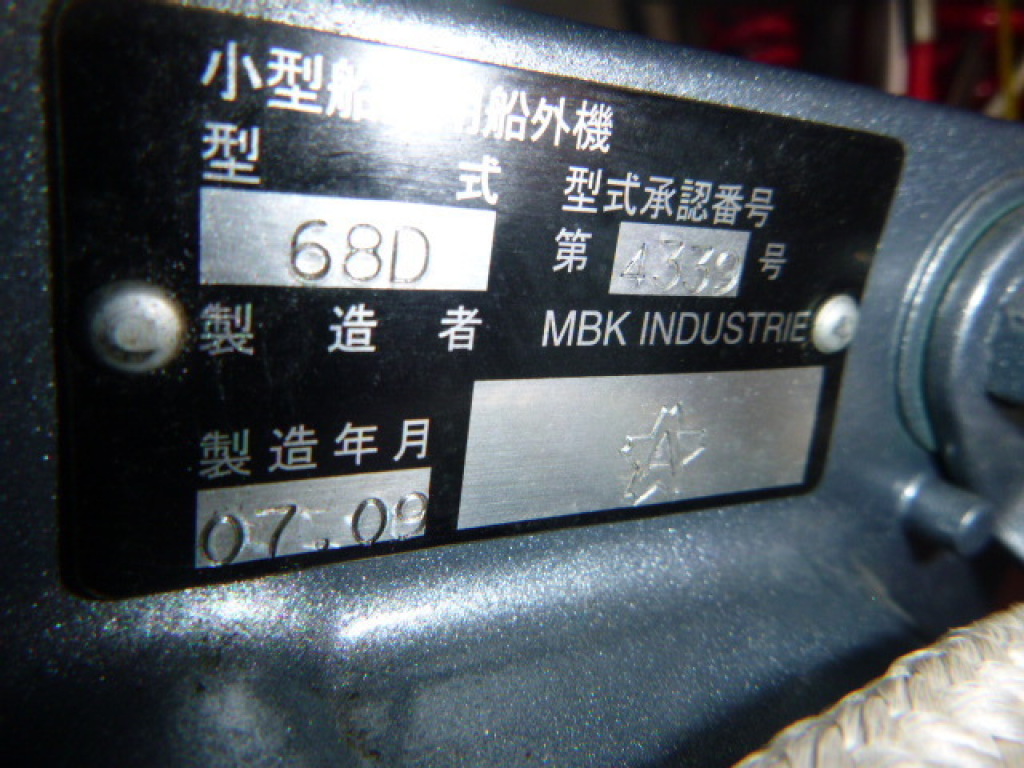 小型船 用船外機
型 式
型式承認番号
68D
第 4339 号
製 造 者 MBK INDUSTRIE
製造年月
07.09
A